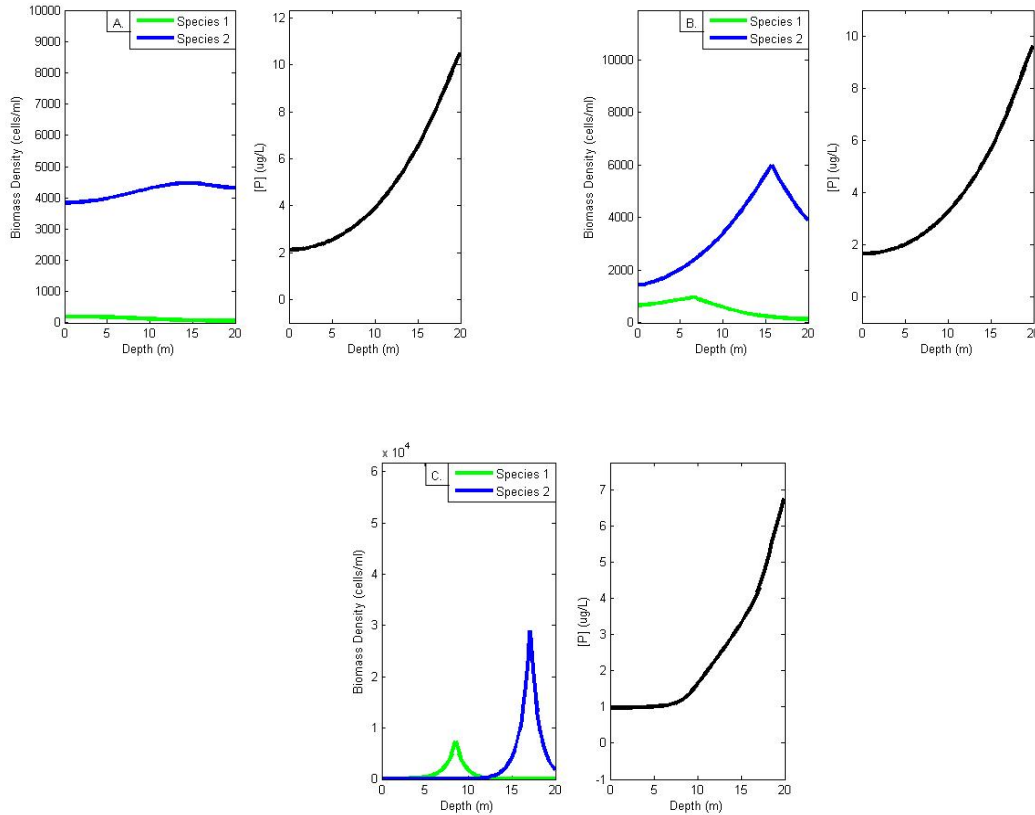 A.
Species 1
Species 2
Biomass Density (cells/ml)
10000
9000
8000
7000
6000
5000
4000
3000
2000
1000
0
0 5 10 15 20
Depth (m)
[P] (ug/L)
12
10
8
6
4
2
0
0 5 10 15 20
Depth (m)
B.
Species 1
Species 2
Biomass Density (cells/ml)
10000
8000
6000
4000
2000
0
0 5 10 15 20
Depth (m)
[P] (ug/L)
10
8
6
4
2
0
0 5 10 15 20
Depth (m)
x 10^4
C.
Species 1
Species 2
Biomass Density (cells/ml)
6
5
4
3
2
1
0
0 5 10 15 20
Depth (m)
[P] (ug/L)
7
6
5
4
3
2
1
0
-1
0 5 10 15 20
Depth (m)